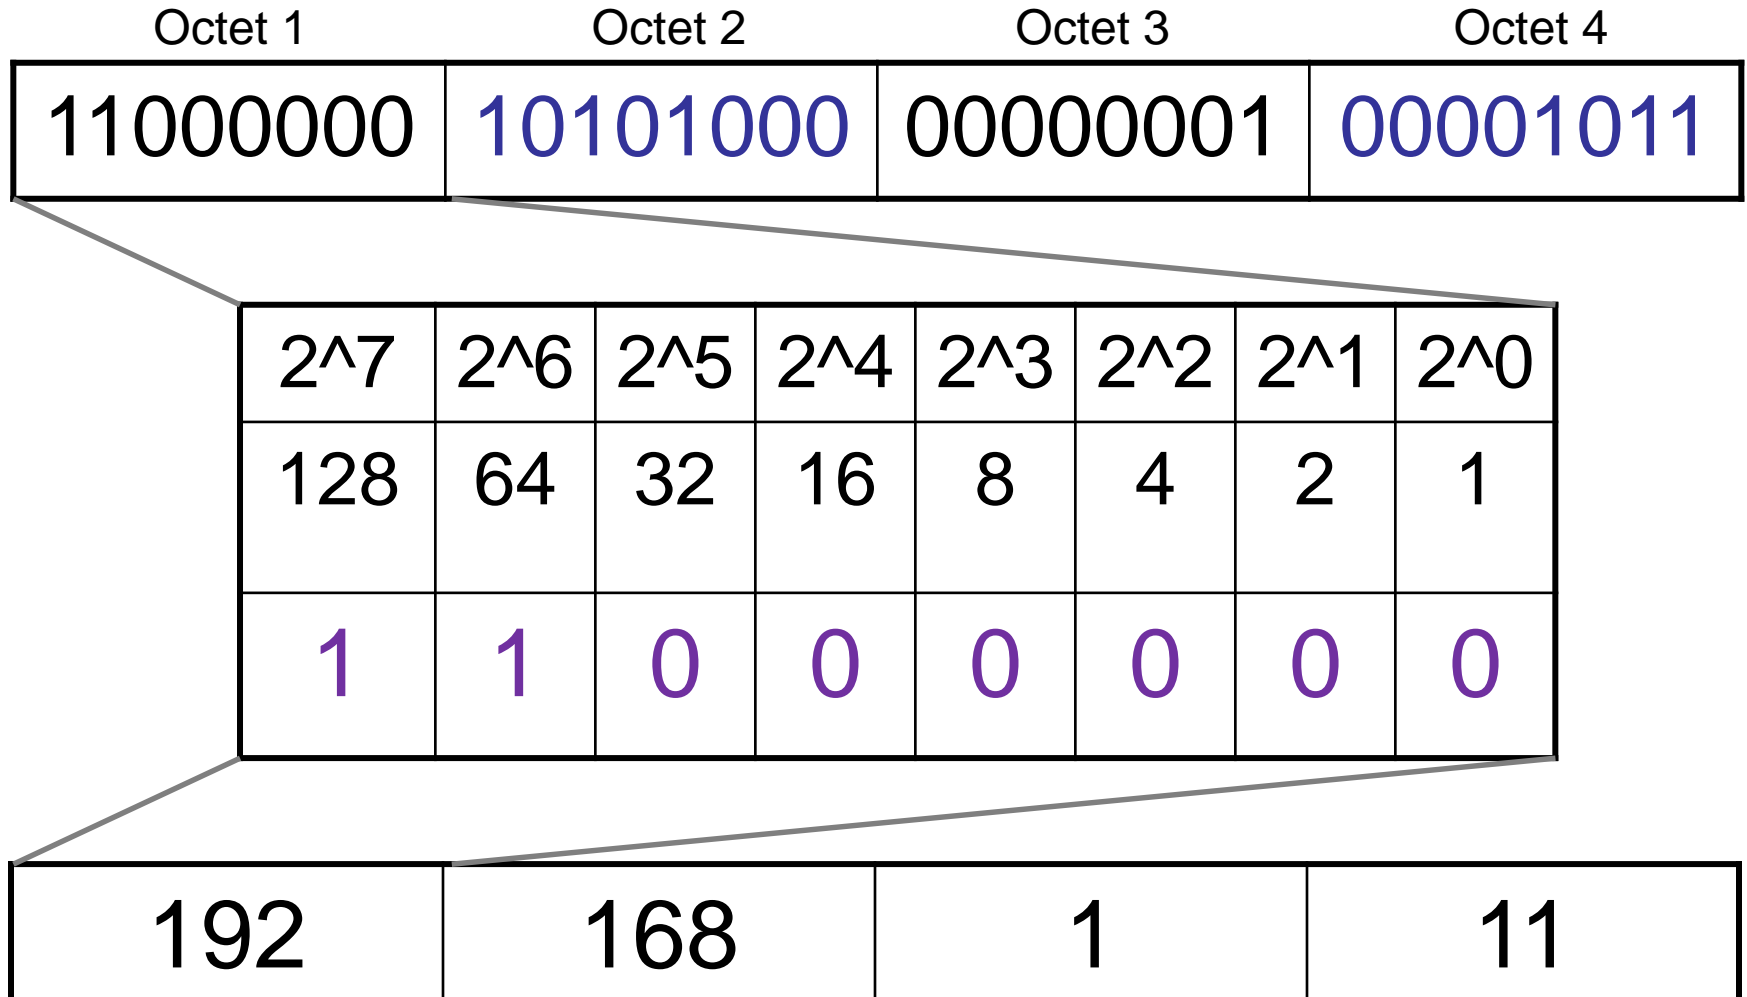 Octet 1 Octet 2 Octet 3 Octet 4
11000000 10101000 00000001 00001011
2^7 2^6 2^5 2^4 2^3 2^2 2^1 2^0
128 64 32 16 8 4 2 1
1 1 0 0 0 0 0 0
192 168 1 11